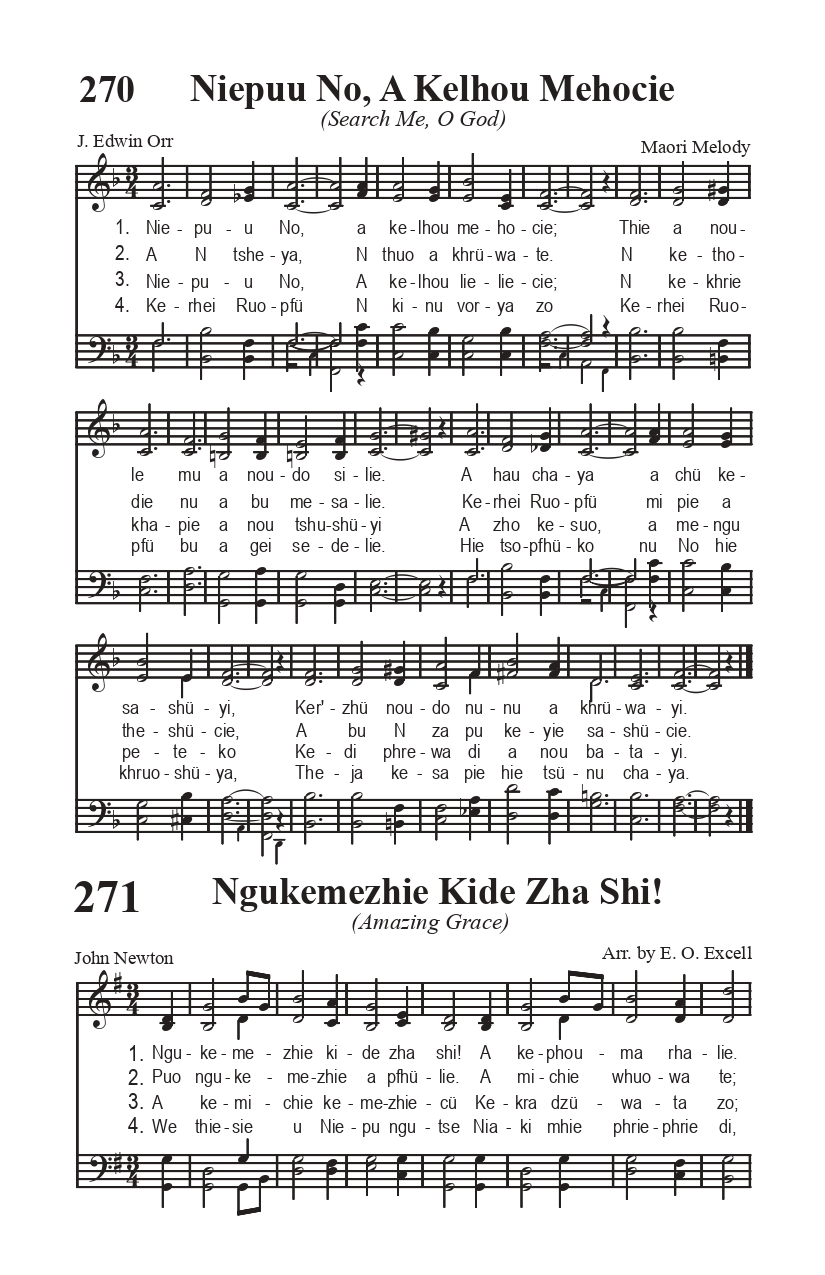 270 Niepuu No, A Kelhou Mehocie
(Search Me, O God)
J. Edwin Orr Maori Melody
1. Nie - pu - u No, a ke-lhou me - ho - cie; Thie a nou-
2. A N tshe-ya, N thuo a khrü-wa - te. N ke - tho-
3. Nie - pu - u No, A ke-lhou lie - lie - cie; N ke - khrie
4. Ke - rhei Ruo-pfü N ki - nu vor-ya zo Ke - rhei Ruo-
le mu a nou-do si-lie. A hau cha-ya a chü ke-
die nu a bu me-sa-lie. Ke-rhei Ruo-pfü mi pie a
kha-pie a nou tshu-shü-yi A zho ke-suo, a me-ngu
pfü bu a gei se-de-lie. Hie tso-pfhü-ko nu No hie
sa - shü - yi, Ker'-zhü nou-do nu-nu a khrü-wa-yi.
the-shü-cie, A bu N za pu ke-yie sa-shü-cie.
pe - te - ko Ke - di phre-wa di a nou ba-ta-yi.
khruo-shü-ya, The - ja ke-sa pie hie tsü-nu cha-ya.
271 Ngukemezhie Kide Zha Shi!
(Amazing Grace)
John Newton Arr. by E. O. Excell
1. Ngu-ke-me - zhie ki-de zha shi! A ke-phou - ma rha-lie.
2. Puo ngu-ke - me-zhie a pfhü-lie. A mi-chie whuo-wa te;
3. A ke - mi - chie ke-me-zhie-cü Ke-kra dzü - wa - ta zo;
4. We thie-sie u Nie-pu ngu-tse Nia-ki mhie phrie-phrie di,